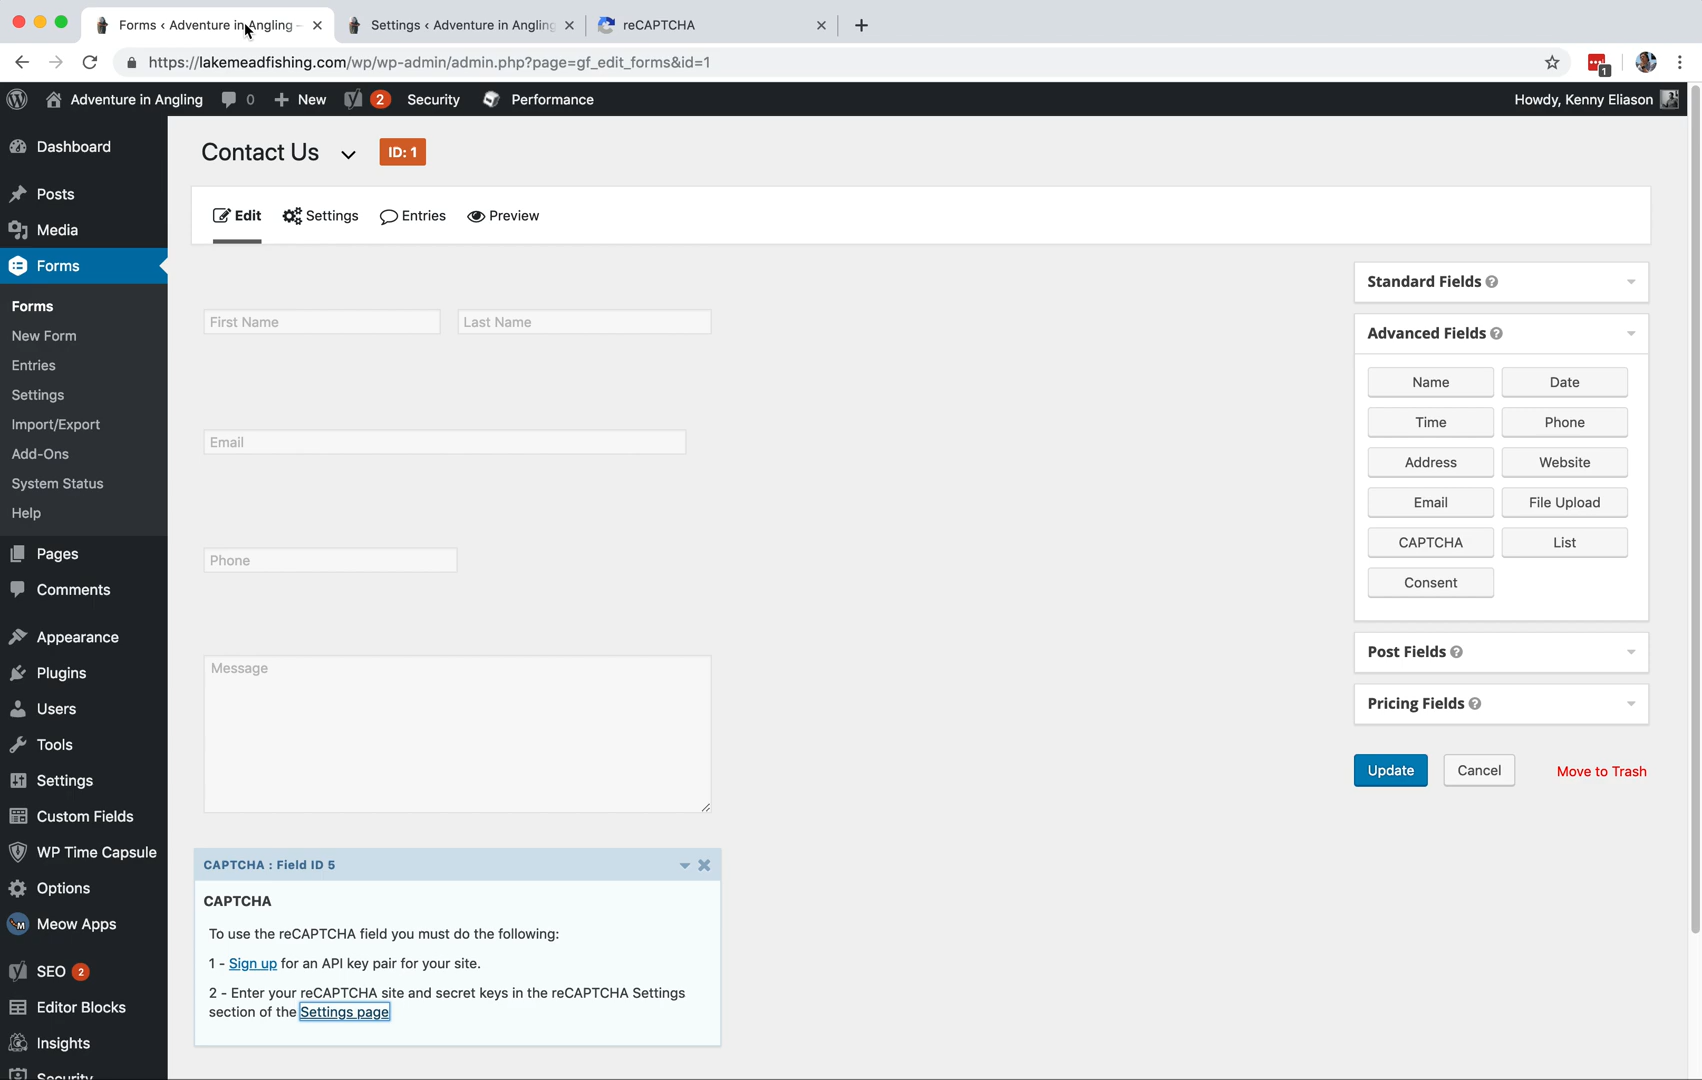 Forms ‹ Adventure in Angling –
Settings ‹ Adventure in Angling
reCAPTCHA
https://lakemeadfishing.com/wp/wp-admin/admin.php?page=gf_edit_forms&id=1
1
Adventure in Angling
0
New
2
Security
Performance
Howdy, Kenny Eliason
Dashboard
Posts
Media
Forms
Forms
New Form
Entries
Settings
Import/Export
Add-Ons
System Status
Help
Pages
Comments
Appearance
Plugins
Users
Tools
Settings
Custom Fields
WP Time Capsule
Options
Meow Apps
SEO 2
Editor Blocks
Insights
Security
Contact Us
ID: 1
Edit
Settings
Entries
Preview
First Name
Last Name
Email
Phone
Message
CAPTCHA : Field ID 5
CAPTCHA
To use the reCAPTCHA field you must do the following:
1 - Sign up for an API key pair for your site.
2 - Enter your reCAPTCHA site and secret keys in the reCAPTCHA Settings
section of the Settings page
Standard Fields
Advanced Fields
Name
Date
Time
Phone
Address
Website
Email
File Upload
CAPTCHA
List
Consent
Post Fields
Pricing Fields
Update
Cancel
Move to Trash